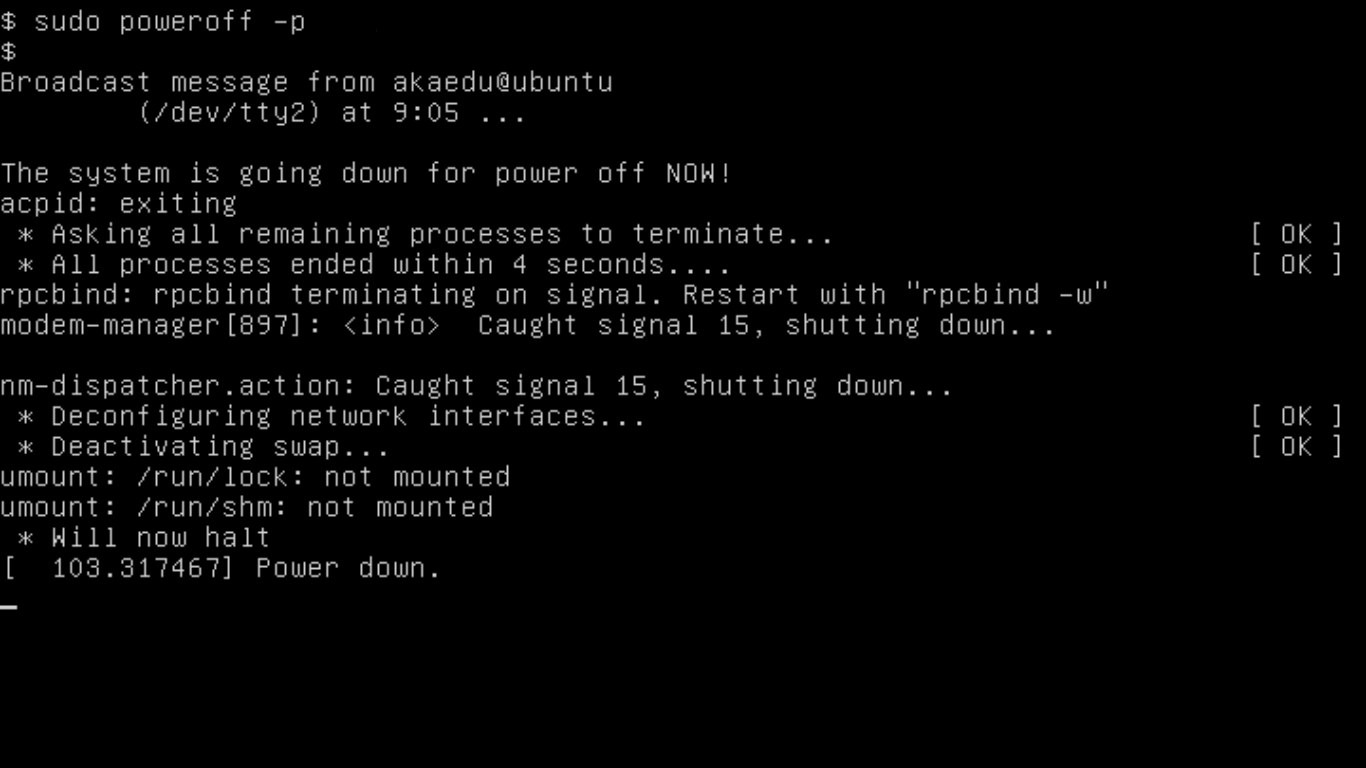 $ sudo poweroff -p
$
Broadcast message from akaedu@ubuntu
        (/dev/tty2) at 9:05 ...

The system is going down for power off NOW!
acpid: exiting
 * Asking all remaining processes to terminate... [ OK ]
 * All processes ended within 4 seconds.... [ OK ]
rpcbind: rpcbind terminating on signal. Restart with "rpcbind -w"
modem-manager[897]: <info>  Caught signal 15, shutting down...

nm-dispatcher.action: Caught signal 15, shutting down...
 * Deconfiguring network interfaces... [ OK ]
 * Deactivating swap... [ OK ]
umount: /run/lock: not mounted
umount: /run/shm: not mounted
 * Will now halt
[  103.317467] Power down.